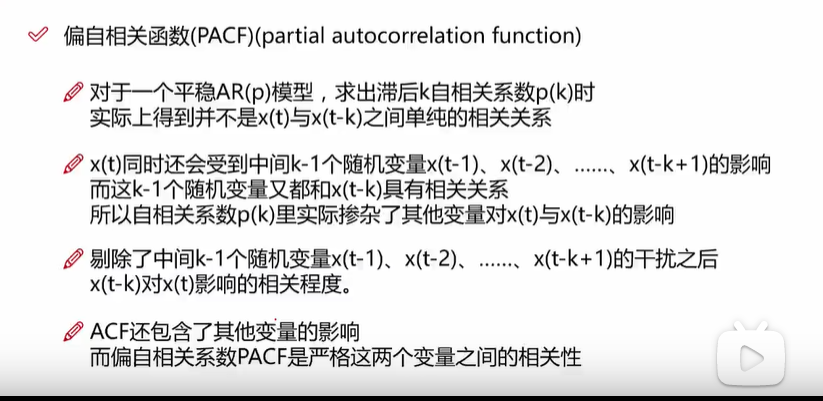 偏自相关函数(PACF)(partial autocorrelation function)
对于一个平稳AR(p)模型，求出滞后k自相关系数p(k)时
实际上得到并不是x(t)与x(t-k)之间单纯的相关关系
x(t)同时还会受到中间k-1个随机变量x(t-1)、x(t-2)、……、x(t-k+1)的影响
而这k-1个随机变量又都和x(t-k)具有相关关系
所以自相关系数p(k)里实际掺杂了其他变量对x(t)与x(t-k)的影响
剔除了中间k-1个随机变量x(t-1)、x(t-2)、……、x(t-k+1)的干扰之后
x(t-k)对x(t)影响的相关程度。
ACF还包含了其他变量的影响
而偏自相关系数PACF是严格这两个变量之间的相关性